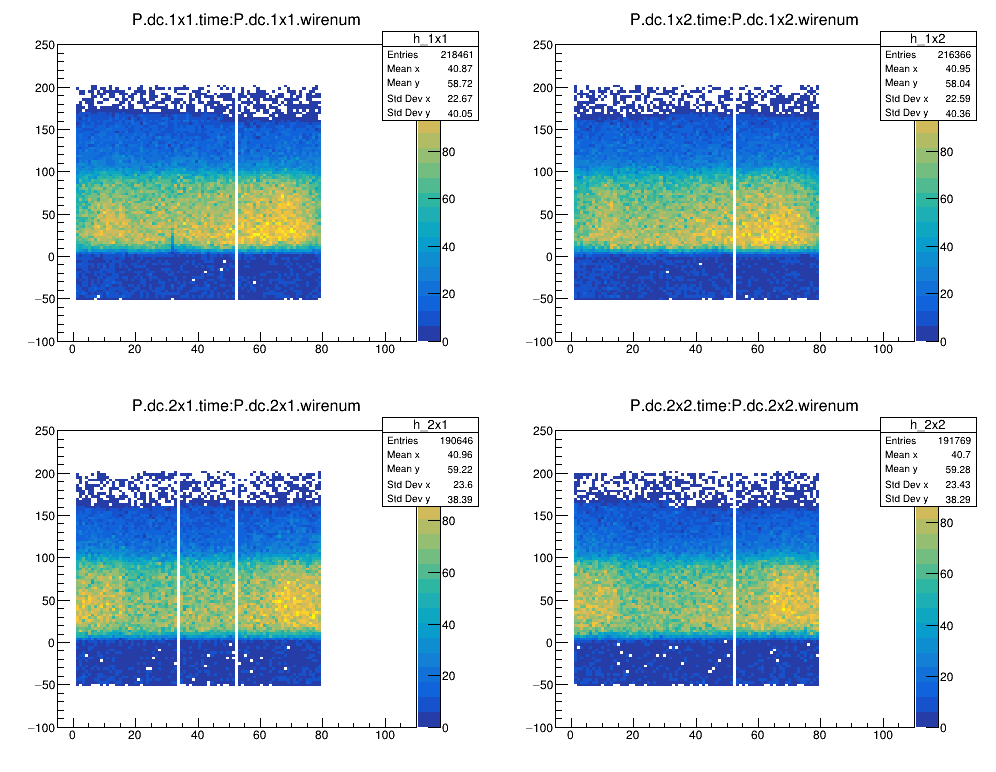 P.dc.1x1.time:P.dc.1x1.wirenum
h_1x1
Entries 218461
Mean x 40.87
Mean y 58.72
Std Dev x 22.67
Std Dev y 40.05
250
200
150
100
50
0
−50
−100
0 20 40 60 80 100
80
60
40
20
0
P.dc.1x2.time:P.dc.1x2.wirenum
h_1x2
Entries 216366
Mean x 40.95
Mean y 58.04
Std Dev x 22.59
Std Dev y 40.36
250
200
150
100
50
0
−50
−100
0 20 40 60 80 100
80
60
40
20
0
P.dc.2x1.time:P.dc.2x1.wirenum
h_2x1
Entries 190646
Mean x 40.96
Mean y 59.22
Std Dev x 23.6
Std Dev y 38.39
250
200
150
100
50
0
−50
−100
0 20 40 60 80 100
80
60
40
20
0
P.dc.2x2.time:P.dc.2x2.wirenum
h_2x2
Entries 191769
Mean x 40.7
Mean y 59.28
Std Dev x 23.43
Std Dev y 38.29
250
200
150
100
50
0
−50
−100
0 20 40 60 80 100
80
60
40
20
0